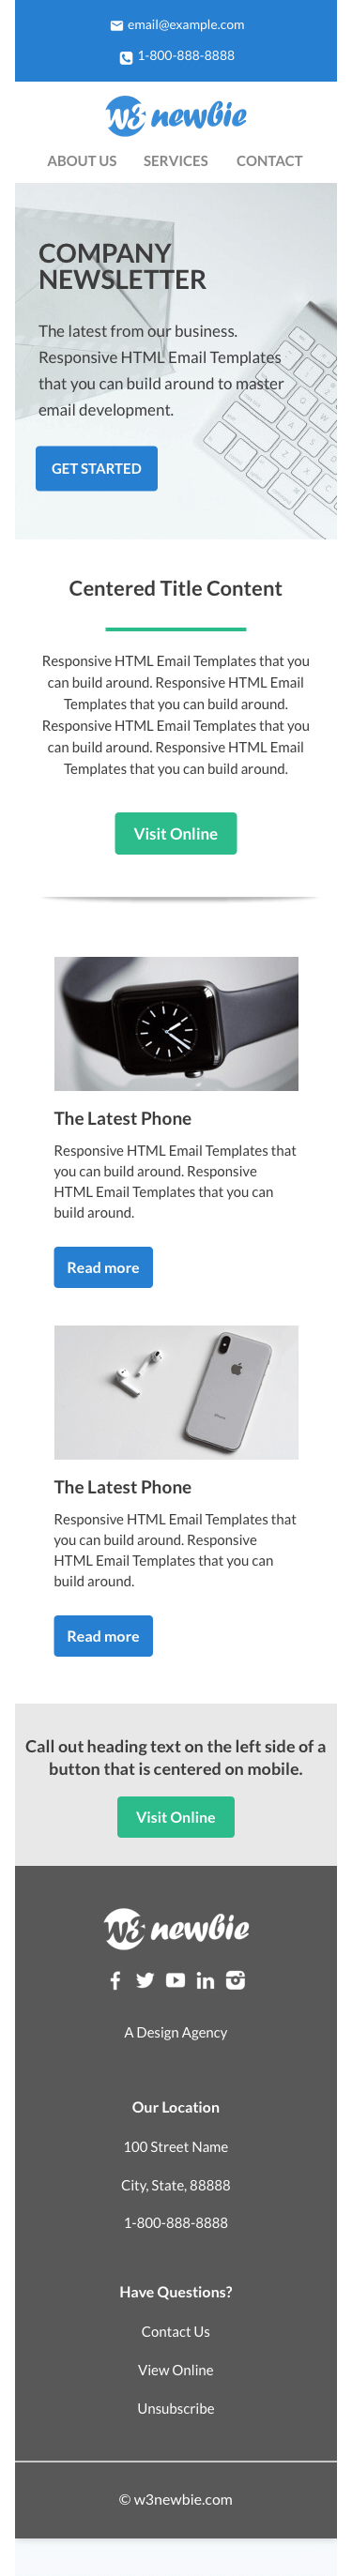 email@example.com
1-800-888-8888
w3 newbie
ABOUT US SERVICES CONTACT
COMPANY
NEWSLETTER
The latest from our business.
Responsive HTML Email Templates
that you can build around to master
email development.
GET STARTED
Centered Title Content
Responsive HTML Email Templates that you
can build around. Responsive HTML Email
Templates that you can build around.
Responsive HTML Email Templates that you
can build around. Responsive HTML Email
Templates that you can build around.
Visit Online
The Latest Phone
Responsive HTML Email Templates that
you can build around. Responsive
HTML Email Templates that you can
build around.
Read more
iPhone
The Latest Phone
Responsive HTML Email Templates that
you can build around. Responsive
HTML Email Templates that you can
build around.
Read more
Call out heading text on the left side of a
button that is centered on mobile.
Visit Online
w3 newbie
A Design Agency
Our Location
100 Street Name
City, State, 88888
1-800-888-8888
Have Questions?
Contact Us
View Online
Unsubscribe
© w3newbie.com